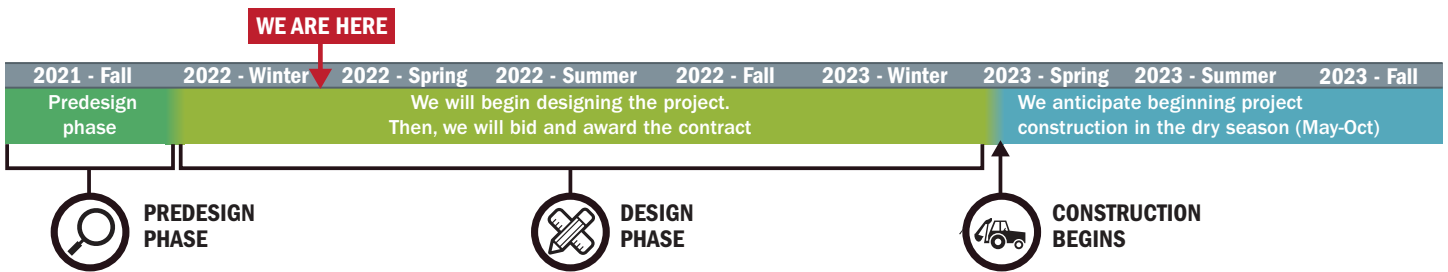 WE ARE HERE
2021 - Fall
2022 - Winter
2022 - Spring
2022 - Summer
2022 - Fall
2023 - Winter
2023 - Spring
2023 - Summer
2023 - Fall
Predesign
phase
We will begin designing the project.
Then, we will bid and award the contract
We anticipate beginning project
construction in the dry season (May-Oct)
PREDESIGN
PHASE
DESIGN
PHASE
CONSTRUCTION
BEGINS